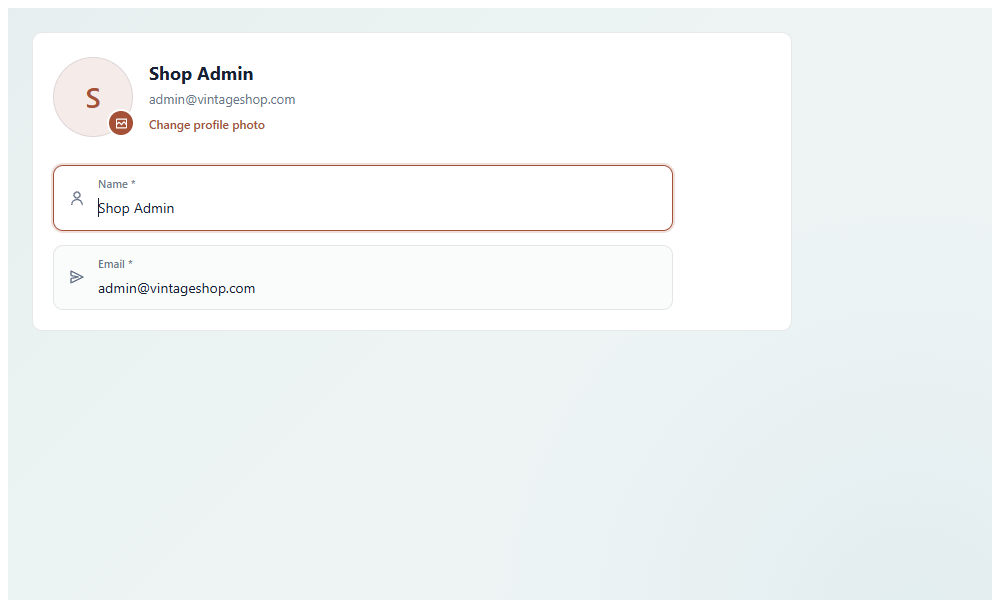 S
Shop Admin
admin@vintageshop.com
Change profile photo
Name *
Shop Admin
Email *
admin@vintageshop.com